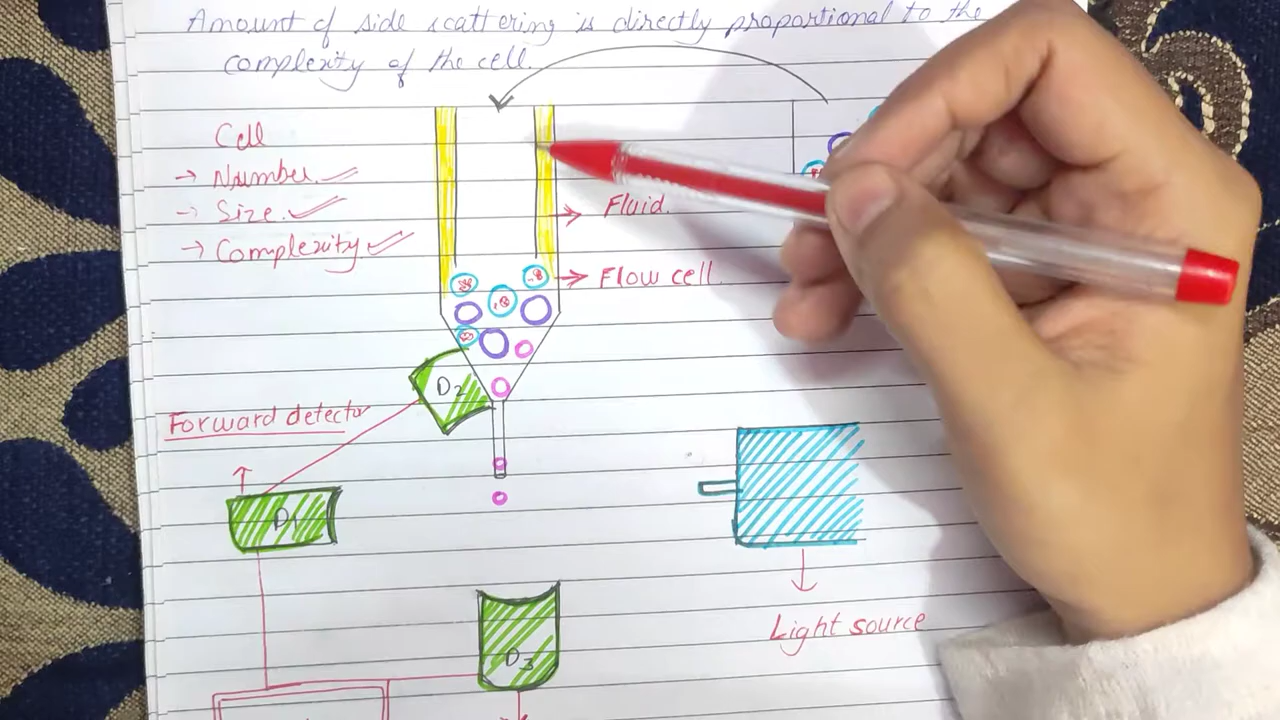 Amount of side scattering is directly proportional to the
complexity of the cell.
Cell
→ Number
→ Size.
→ Complexity
Fluid.
Flow cell.
D2
Forward detector
D1
Light source
D3